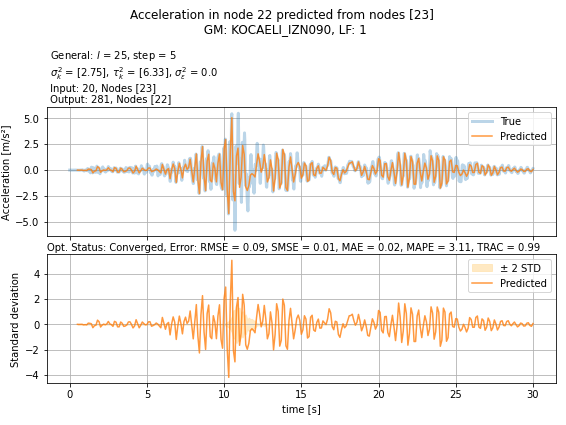 Acceleration in node 22 predicted from nodes [23]
GM: KOCAELI_IZN090, LF: 1
General: l = 25, step = 5
σ²ₖ = [2.75], τ²ₖ = [6.33], σ²ε = 0.0
Input: 20, Nodes [23]
Output: 281, Nodes [22]
Acceleration [m/s²]
5.0
2.5
0.0
−2.5
−5.0
True
Predicted
Opt. Status: Converged, Error: RMSE = 0.09, SMSE = 0.01, MAE = 0.02, MAPE = 3.11, TRAC = 0.99
Standard deviation
4
2
0
−2
−4
± 2 STD
Predicted
0 5 10 15 20 25 30
time [s]